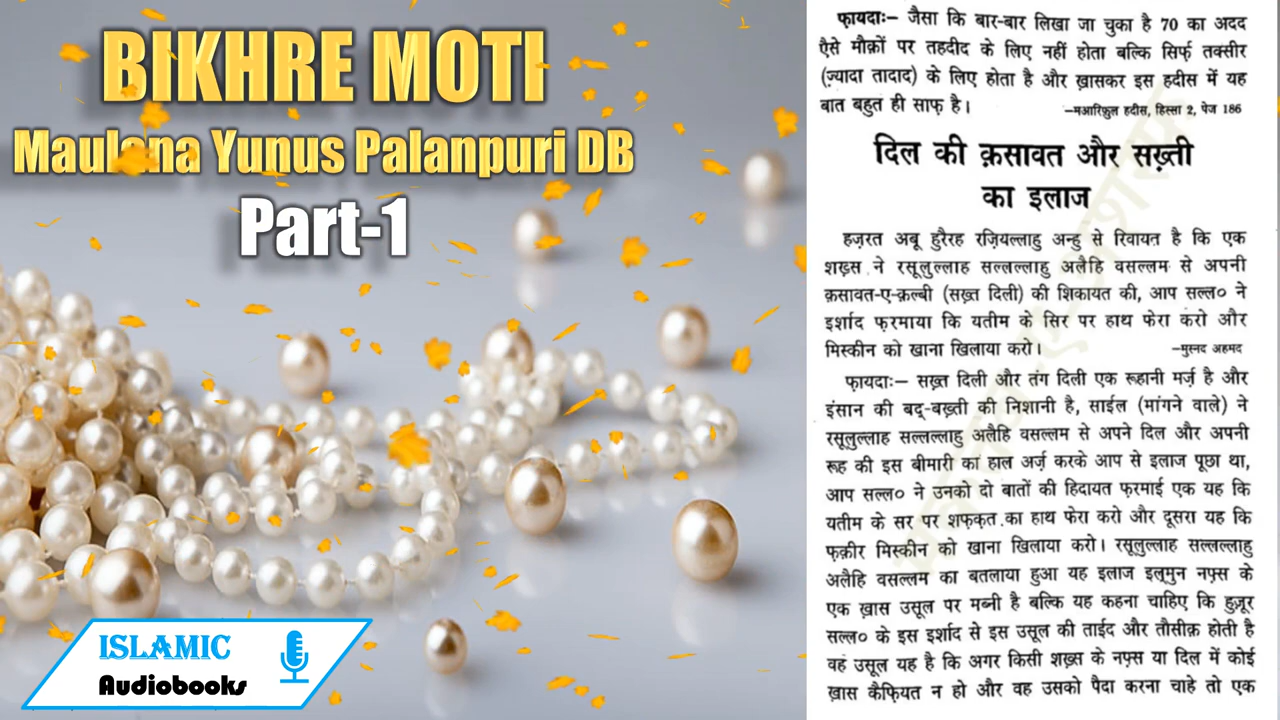 BIKHRE MOTI
Maulana Yunus Palanpuri DB
Part-1
ISLAMIC
Audiobooks
फ़ायदाः– जैसा कि बार-बार लिखा जा चुका है 70 का अदद
ऐसे मौक़ों पर तहदीद के लिए नहीं होता बल्कि सिर्फ़ तक्सीर
(ज़्यादा तादाद) के लिए होता है और ख़ासकर इस हदीस में यह
बात बहुत ही साफ़ है। –मआरिफ़ुल हदीस, हिस्सा 2, पेज 186
दिल की क़सावत और सख़्ती
का इलाज
हज़रत अबू हुरैरह रज़ियल्लाहु अन्हु से रिवायत है कि एक
शख़्स ने रसूलुल्लाह सल्लल्लाहु अलैहि वसल्लम से अपनी
क़सावत-ए-क़ल्बी (सख़्त दिली) की शिकायत की, आप सल्ल० ने
इर्शाद फ़रमाया कि यतीम के सिर पर हाथ फेरा करो और
मिस्कीन को खाना खिलाया करो। –मुस्नद अहमद
फ़ायदाः– सख़्त दिली और तंग दिली एक रूहानी मर्ज़ है और
इंसान की बद्-बख़्ती की निशानी है, साईल (मांगने वाले) ने
रसूलुल्लाह सल्लल्लाहु अलैहि वसल्लम से अपने दिल और अपनी
रूह की इस बीमारी का हाल अर्ज़ करके आप से इलाज पूछा था,
आप सल्ल० ने उनको दो बातों की हिदायत फ़रमाई एक यह कि
यतीम के सर पर शफ़क़त का हाथ फेरा करो और दूसरा यह कि
फ़क़ीर मिस्कीन को खाना खिलाया करो। रसूलुल्लाह सल्लल्लाहु
अलैहि वसल्लम का बतलाया हुआ यह इलाज इलमुन नफ़्स के
एक ख़ास उसूल पर मब्नी है बल्कि यह कहना चाहिए कि हुज़ूर
सल्ल० के इस इर्शाद से इस उसूल की ताईद और तौसीक़ होती है
वह उसूल यह है कि अगर किसी शख़्स के नफ़्स या दिल में कोई
ख़ास कैफ़ियत न हो और वह उसको पैदा करना चाहे तो एक